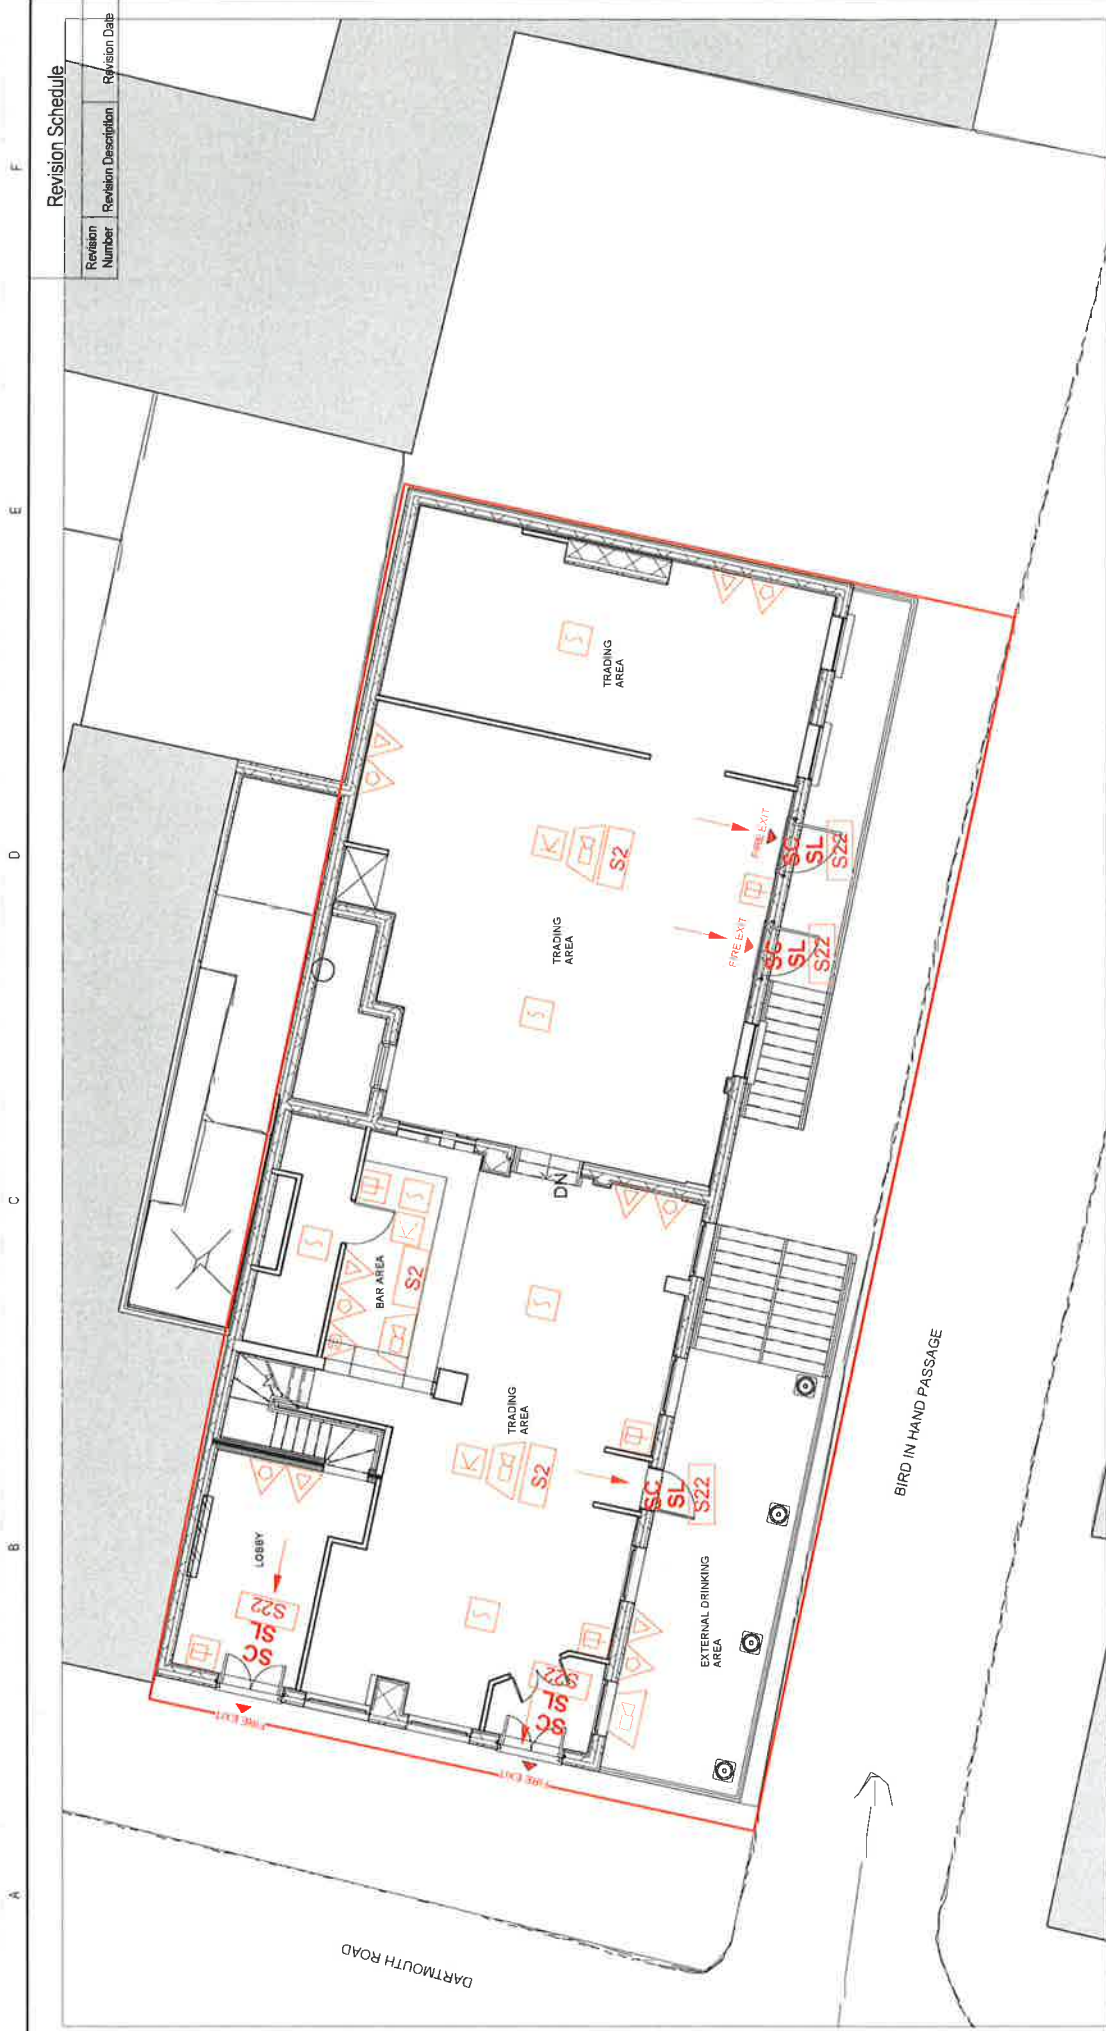 F
E
D
C
B
A
Revision Schedule
Revision
Number
Revision Description
Revision Date
S
TRADING
AREA
K
S2
TRADING
AREA
S
FIRE EXIT
SC
SL
S22
FIRE EXIT
SC
SL
S22
DN
S
S
K
S2
BAR AREA
S
TRADING
AREA
K
S2
SC
SL
S22
LOBBY
S22
SL
SC
FIRE EXIT
S
S22
SL
SC
FIRE EXIT
EXTERNAL DRINKING
AREA
BIRD IN HAND PASSAGE
DARTMOUTH ROAD